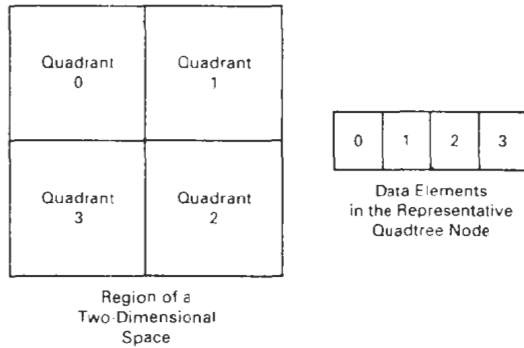 Quadrant
0
Quadrant
1
Quadrant
3
Quadrant
2
Region of a
Two-Dimensional
Space
0 1 2 3
Data Elements
in the Representative
Quadtree Node